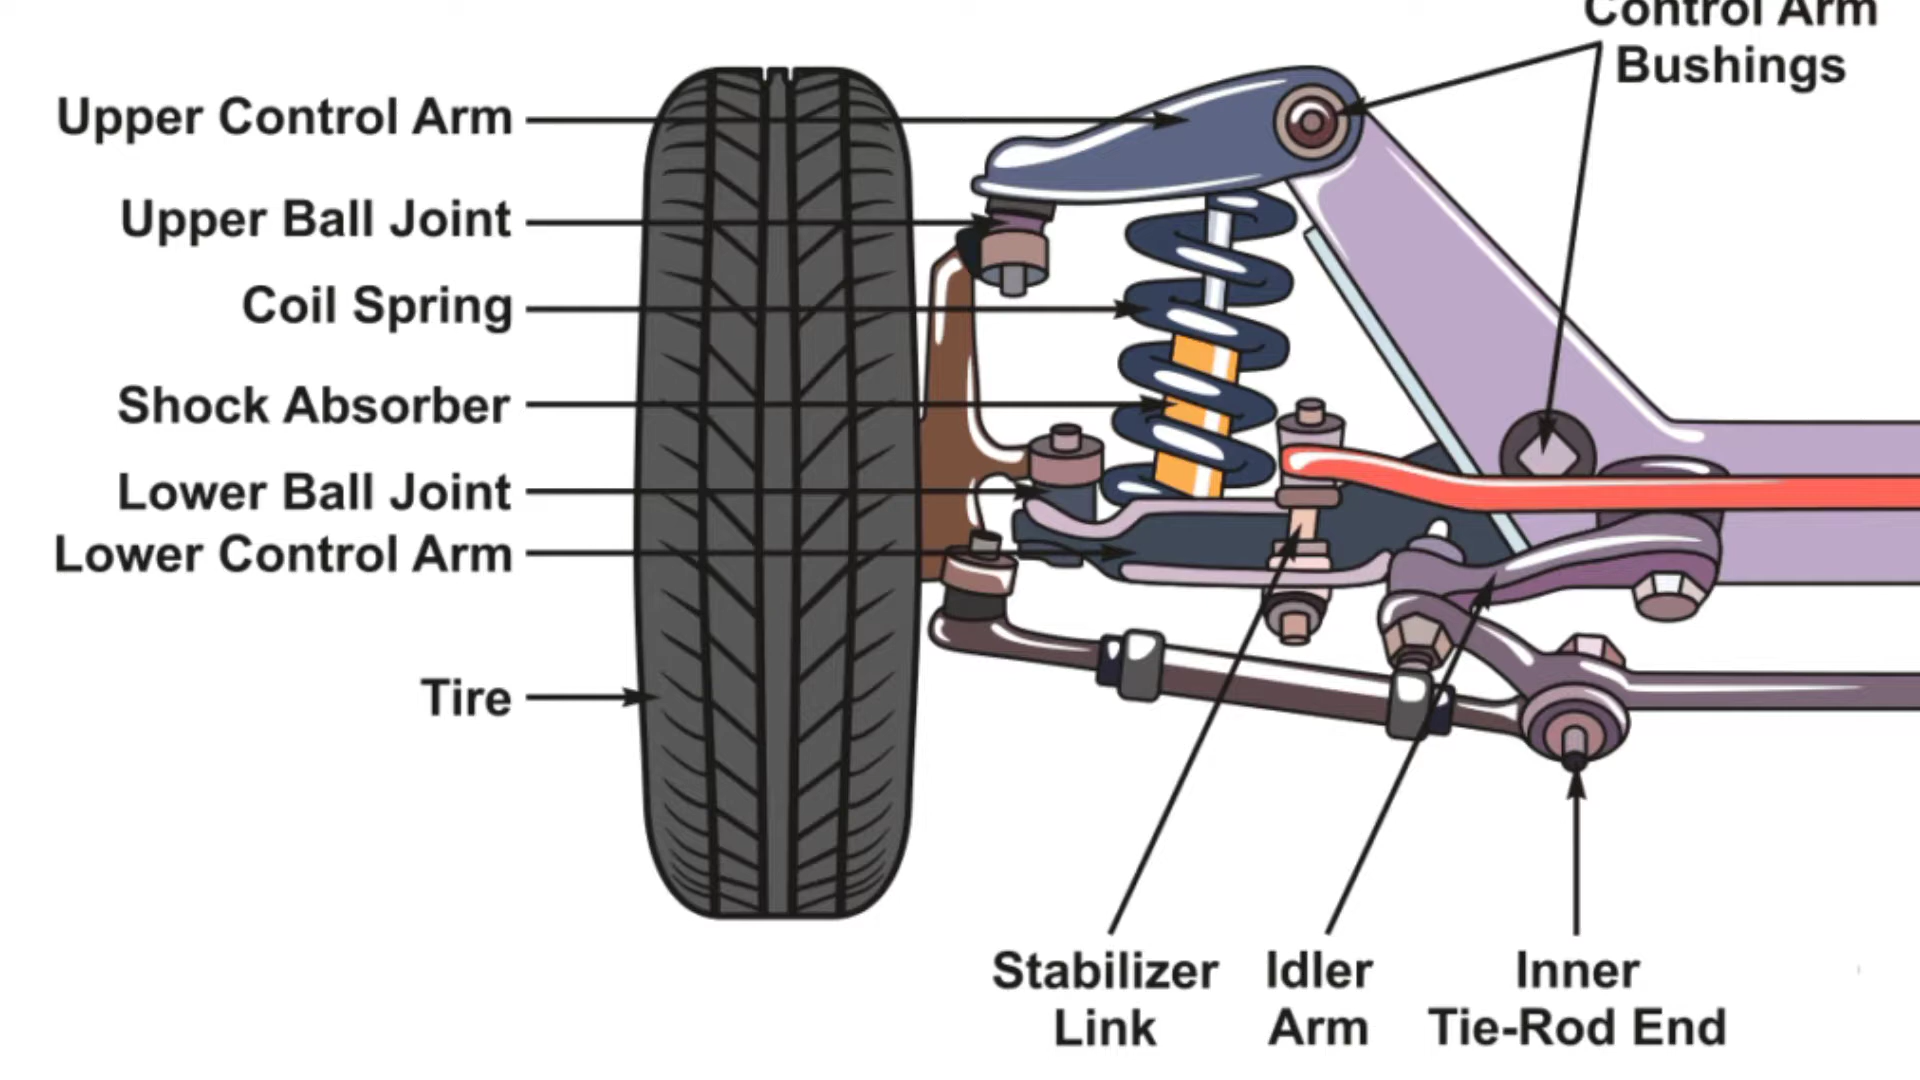 Control Arm
Bushings
Upper Control Arm
Upper Ball Joint
Coil Spring
Shock Absorber
Lower Ball Joint
Lower Control Arm
Tire
Stabilizer
Link
Idler
Arm
Inner
Tie-Rod End